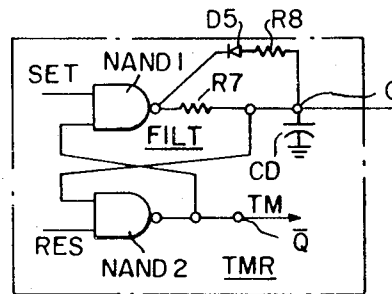 D5 R8
NAND 1
SET
R7
FILT
CD
TM
Q̅
RES
NAND 2
TMR